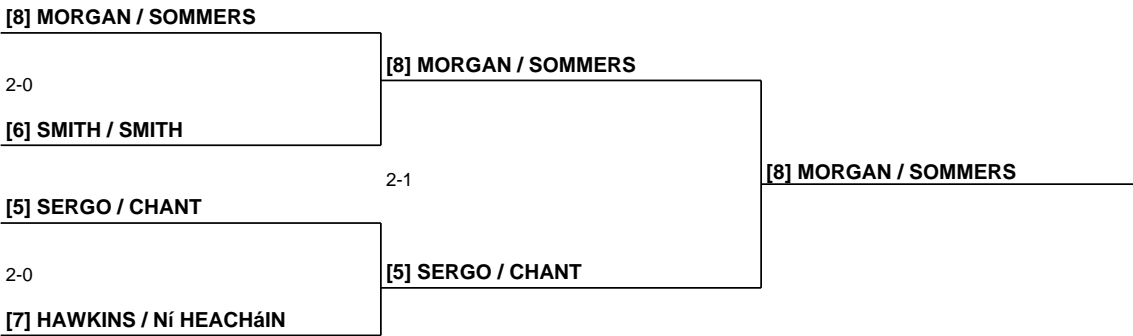 [8] MORGAN / SOMMERS
2-0
[6] SMITH / SMITH
[5] SERGO / CHANT
2-0
[7] HAWKINS / Ní HEACHáIN
[8] MORGAN / SOMMERS
2-1
[5] SERGO / CHANT
[8] MORGAN / SOMMERS